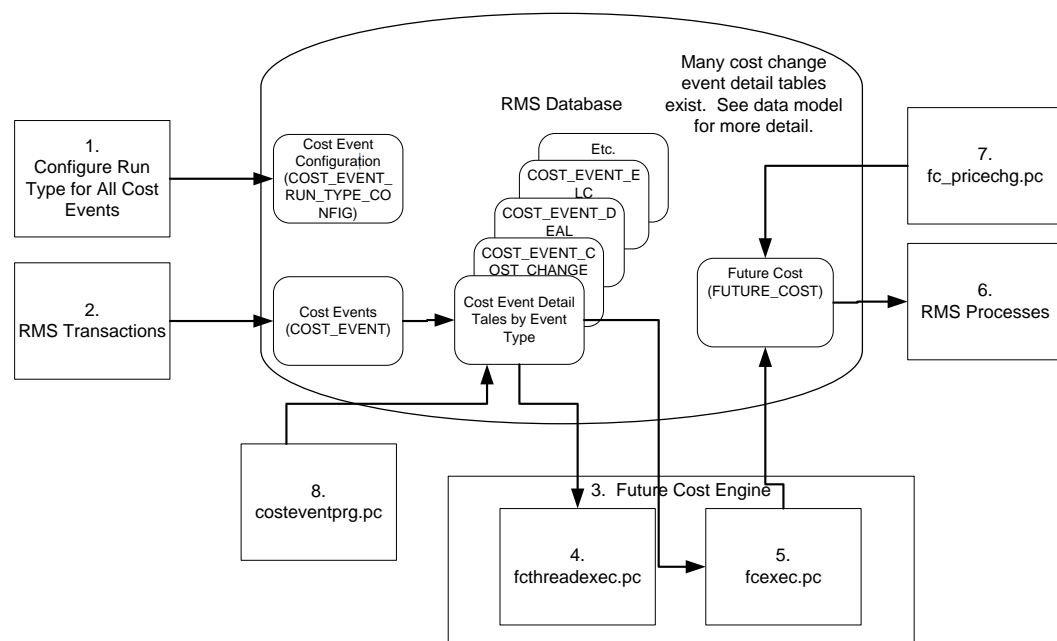 Many cost change
event detail tables
exist.  See data model
for more detail.
RMS Database
1.
Configure Run
Type for All Cost
Events
Cost Event
Configuration
(COST_EVENT_
RUN_TYPE_CO
NFIG)
Etc.
COST_EVENT_E
LC
COST_EVENT_D
EAL
COST_EVENT_C
OST_CHANGE
7.
fc_pricechg.pc
2.
RMS Transactions
Cost Events
(COST_EVENT)
Cost Event Detail
Tales by Event
Type
Future Cost
(FUTURE_COST)
6.
RMS Processes
8.
costeventprg.pc
3.  Future Cost Engine
4.
fcthreadexec.pc
5.
fcexec.pc